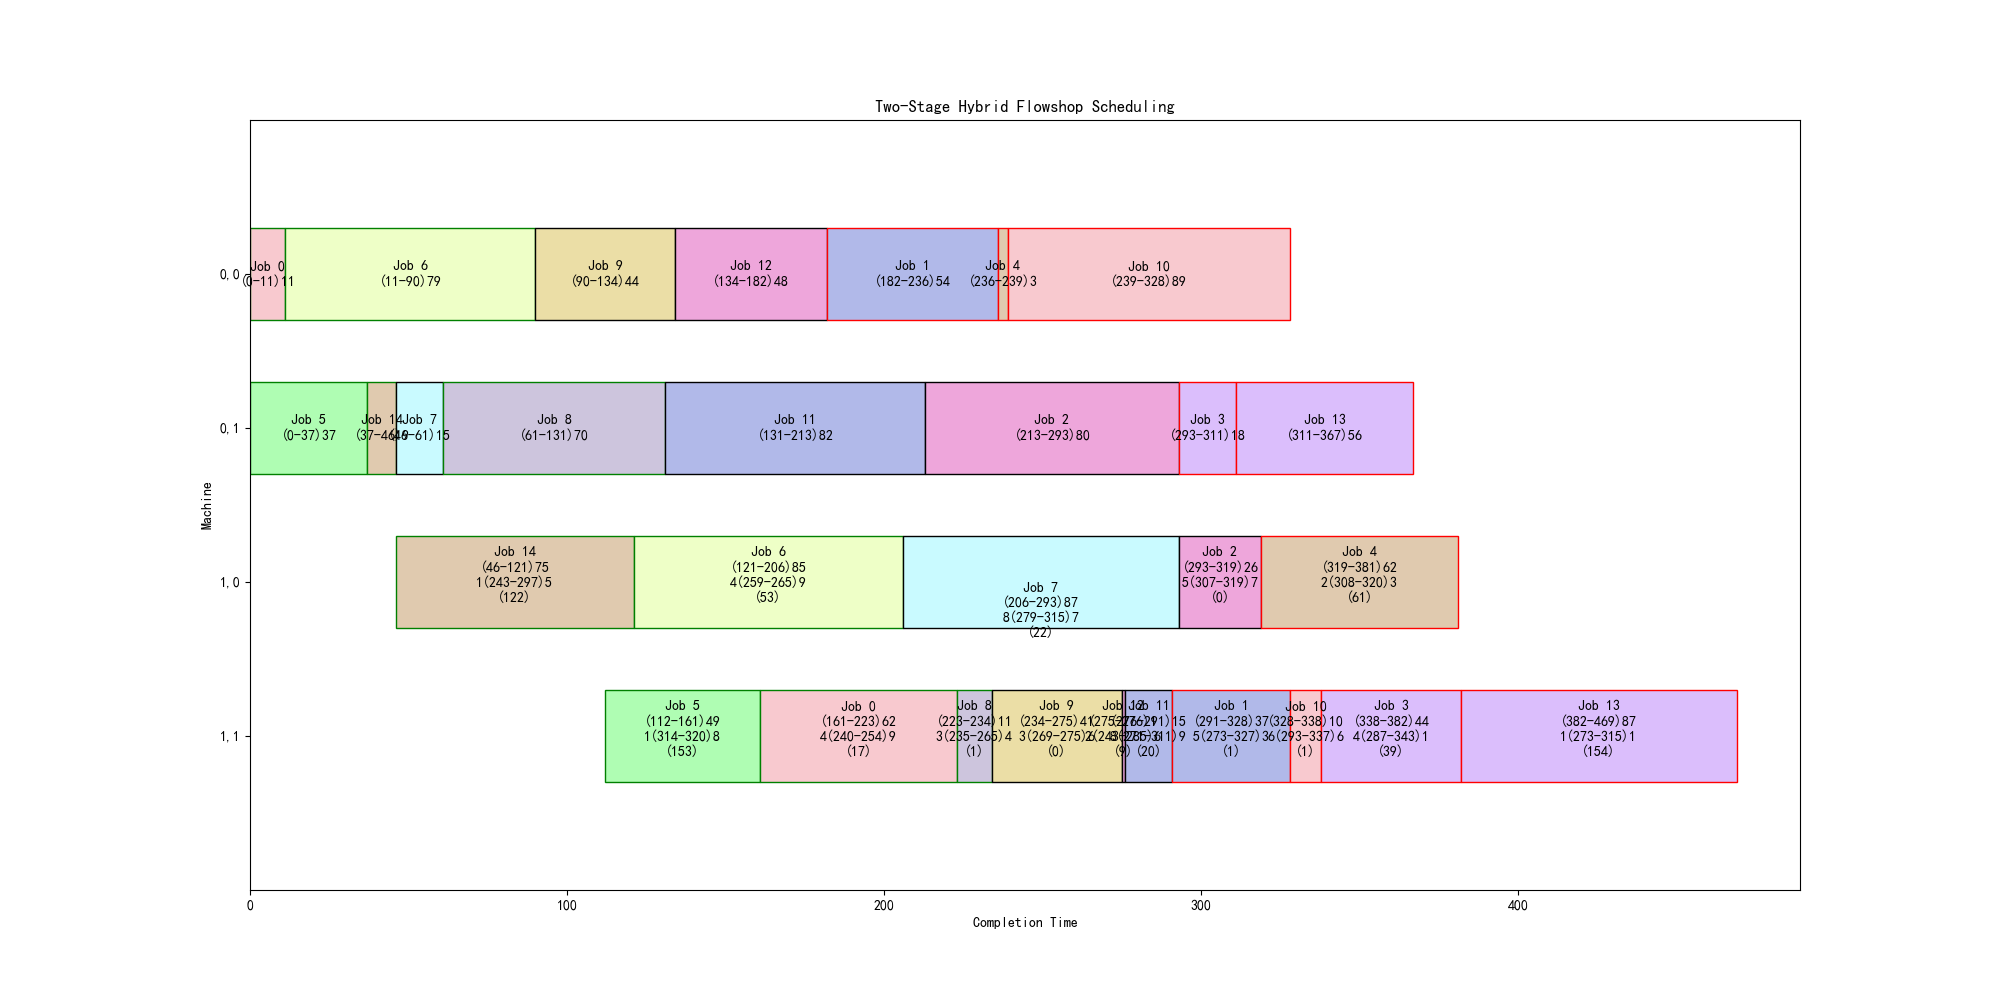 Two-Stage Hybrid Flowshop Scheduling
0,0
Job 0
(0-11)11
Job 6
(11-90)79
Job 9
(90-134)44
Job 12
(134-182)48
Job 1
(182-236)54
Job 4
(236-239)3
Job 10
(239-328)89
0,1
Job 5
(0-37)37
Job 14
(37-46)9
Job 7
(46-61)15
Job 8
(61-131)70
Job 11
(131-213)82
Job 2
(213-293)80
Job 3
(293-311)18
Job 13
(311-367)56
Machine
1,0
Job 14
(46-121)75
1(243-297)5
(122)
Job 6
(121-206)85
4(259-265)9
(53)
Job 7
(206-293)87
8(279-315)7
(22)
Job 2
(293-319)26
5(307-319)7
(0)
Job 4
(319-381)62
2(308-320)3
(61)
1,1
Job 5
(112-161)49
1(314-320)8
(153)
Job 0
(161-223)62
4(240-254)9
(17)
Job 8
(223-234)11
3(235-265)4
(1)
Job 9
(234-275)41
3(269-275)6
(0)
Job 12
(275-276)1
(9)
Job 11
(276-291)15
(20)
Job 1
(291-328)37
5(273-327)3
(1)
Job 10
(328-338)10
6(293-337)6
(1)
Job 3
(338-382)44
4(287-343)1
(39)
Job 13
(382-469)87
1(273-315)1
(154)
0
100
200
300
400
Completion Time